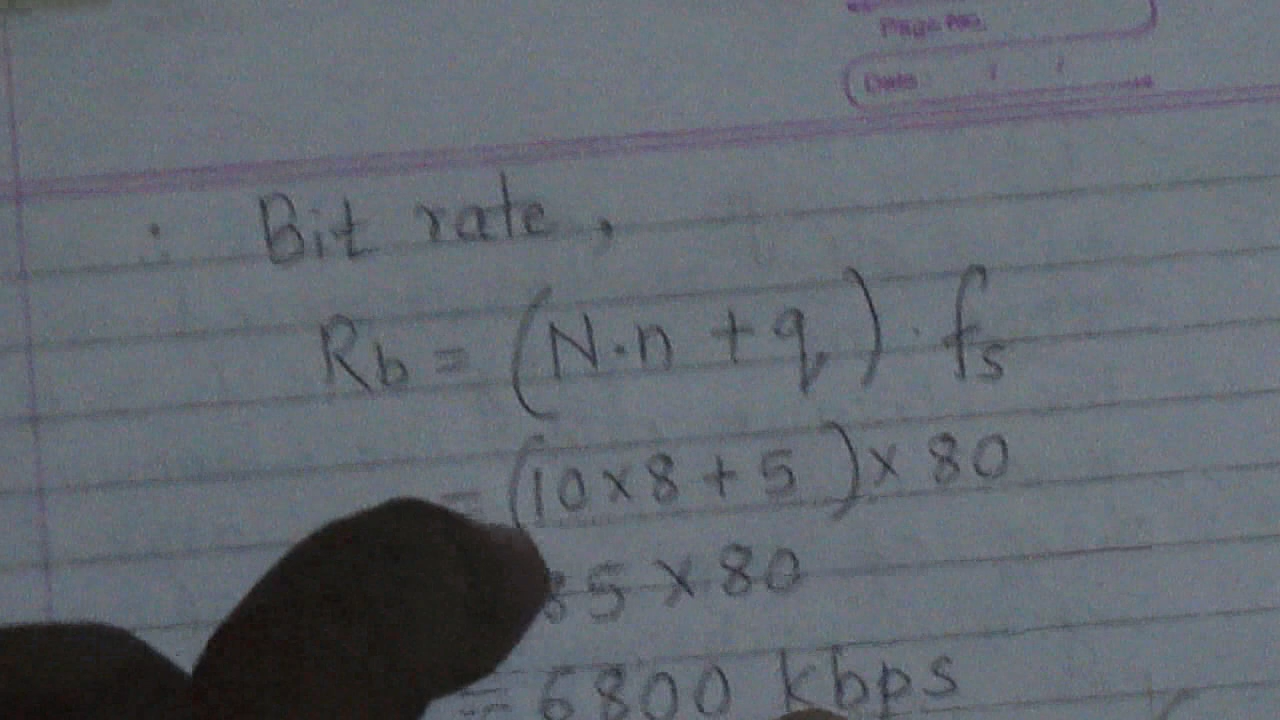 Page No.
Date / /
∴ Bit rate,
Rb = (N·n + q) · fs
= (10×8 + 5) × 80
85 × 80
= 6800 kbps